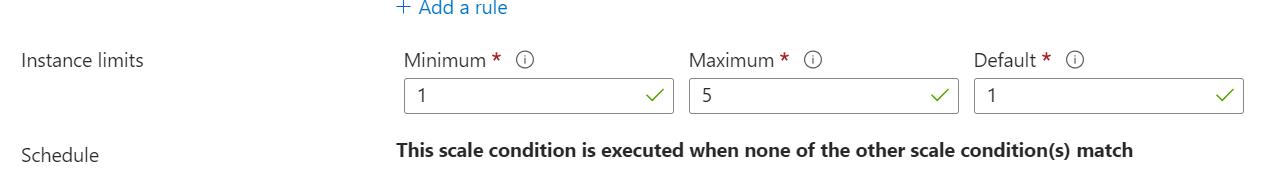 + Add a rule
Instance limits
Minimum * Maximum * Default *
1 5 1
Schedule
This scale condition is executed when none of the other scale condition(s) match